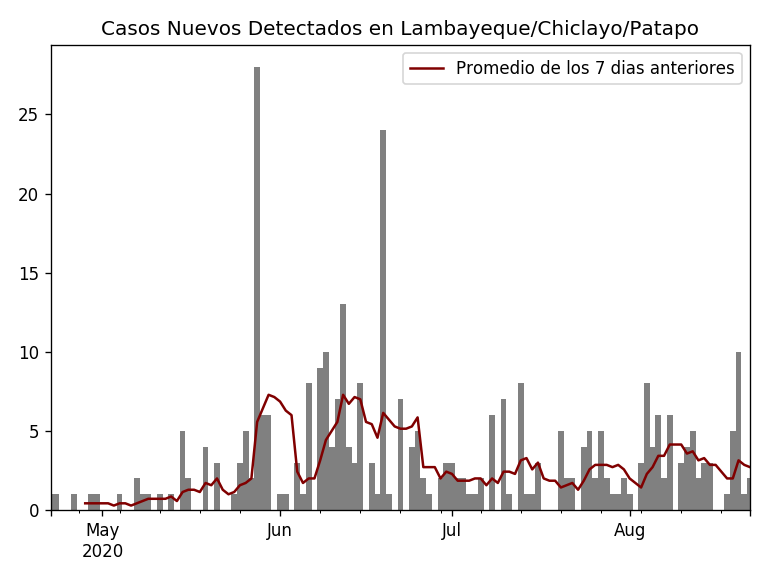 Casos Nuevos Detectados en Lambayeque/Chiclayo/Patapo
Promedio de los 7 dias anteriores
25
20
15
10
5
0
May
2020
Jun
Jul
Aug